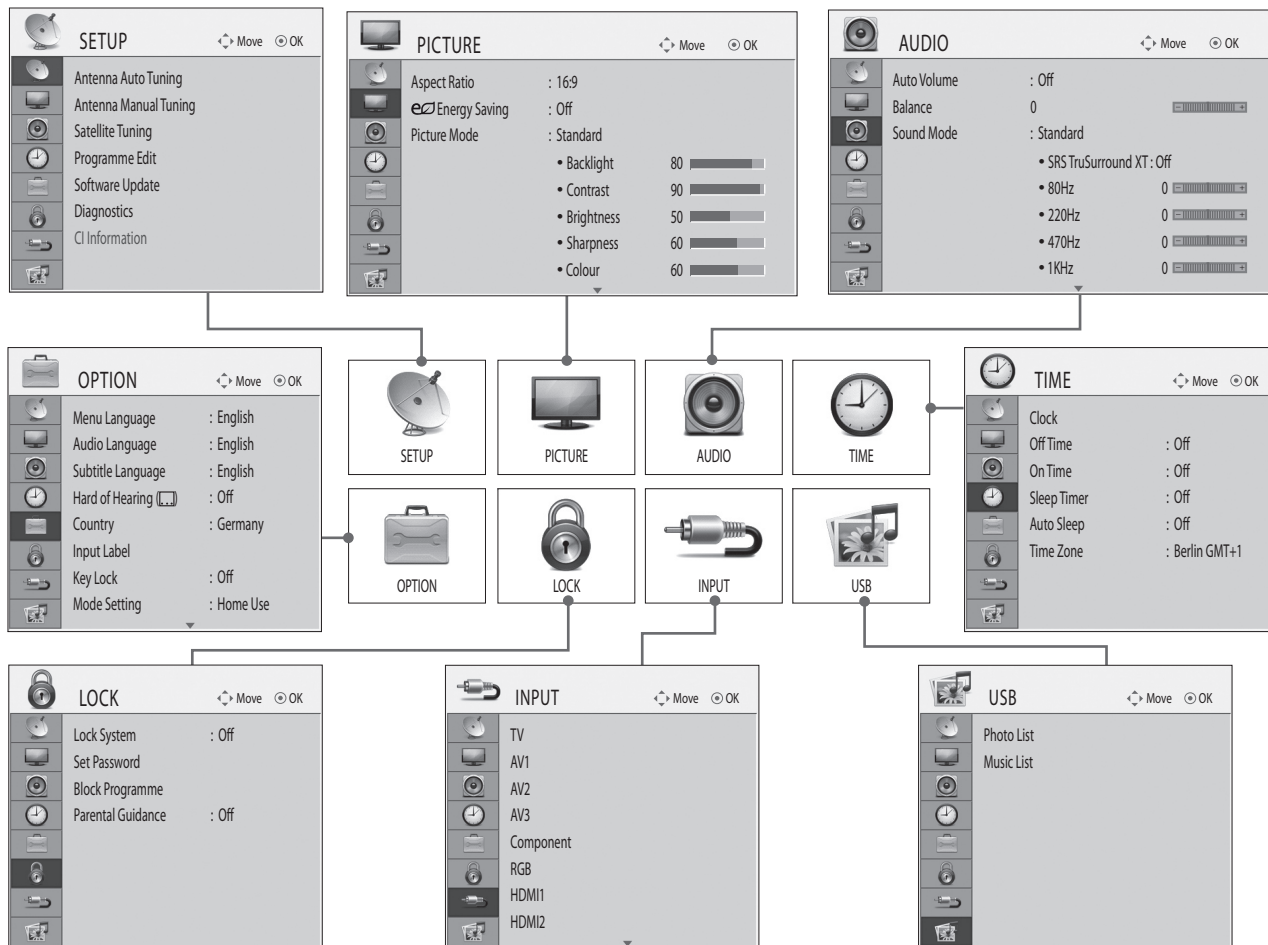 SETUP Move OK
Antenna Auto Tuning
Antenna Manual Tuning
Satellite Tuning
Programme Edit
Software Update
Diagnostics
CI Information
PICTURE Move OK
Aspect Ratio : 16:9
Energy Saving : Off
Picture Mode : Standard
• Backlight 80
• Contrast 90
• Brightness 50
• Sharpness 60
• Colour 60
AUDIO Move OK
Auto Volume : Off
Balance 0 - +
Sound Mode : Standard
• SRS TruSurround XT : Off
• 80Hz 0 - +
• 220Hz 0 - +
• 470Hz 0 - +
• 1KHz 0 - +
OPTION Move OK
Menu Language : English
Audio Language : English
Subtitle Language : English
Hard of Hearing ( ) : Off
Country : Germany
Input Label
Key Lock : Off
Mode Setting : Home Use
SETUP
PICTURE
AUDIO
TIME
OPTION
LOCK
INPUT
USB
TIME Move OK
Clock
Off Time : Off
On Time : Off
Sleep Timer : Off
Auto Sleep : Off
Time Zone : Berlin GMT+1
LOCK Move OK
Lock System : Off
Set Password
Block Programme
Parental Guidance : Off
INPUT Move OK
TV
AV1
AV2
AV3
Component
RGB
HDMI1
HDMI2
USB Move OK
Photo List
Music List